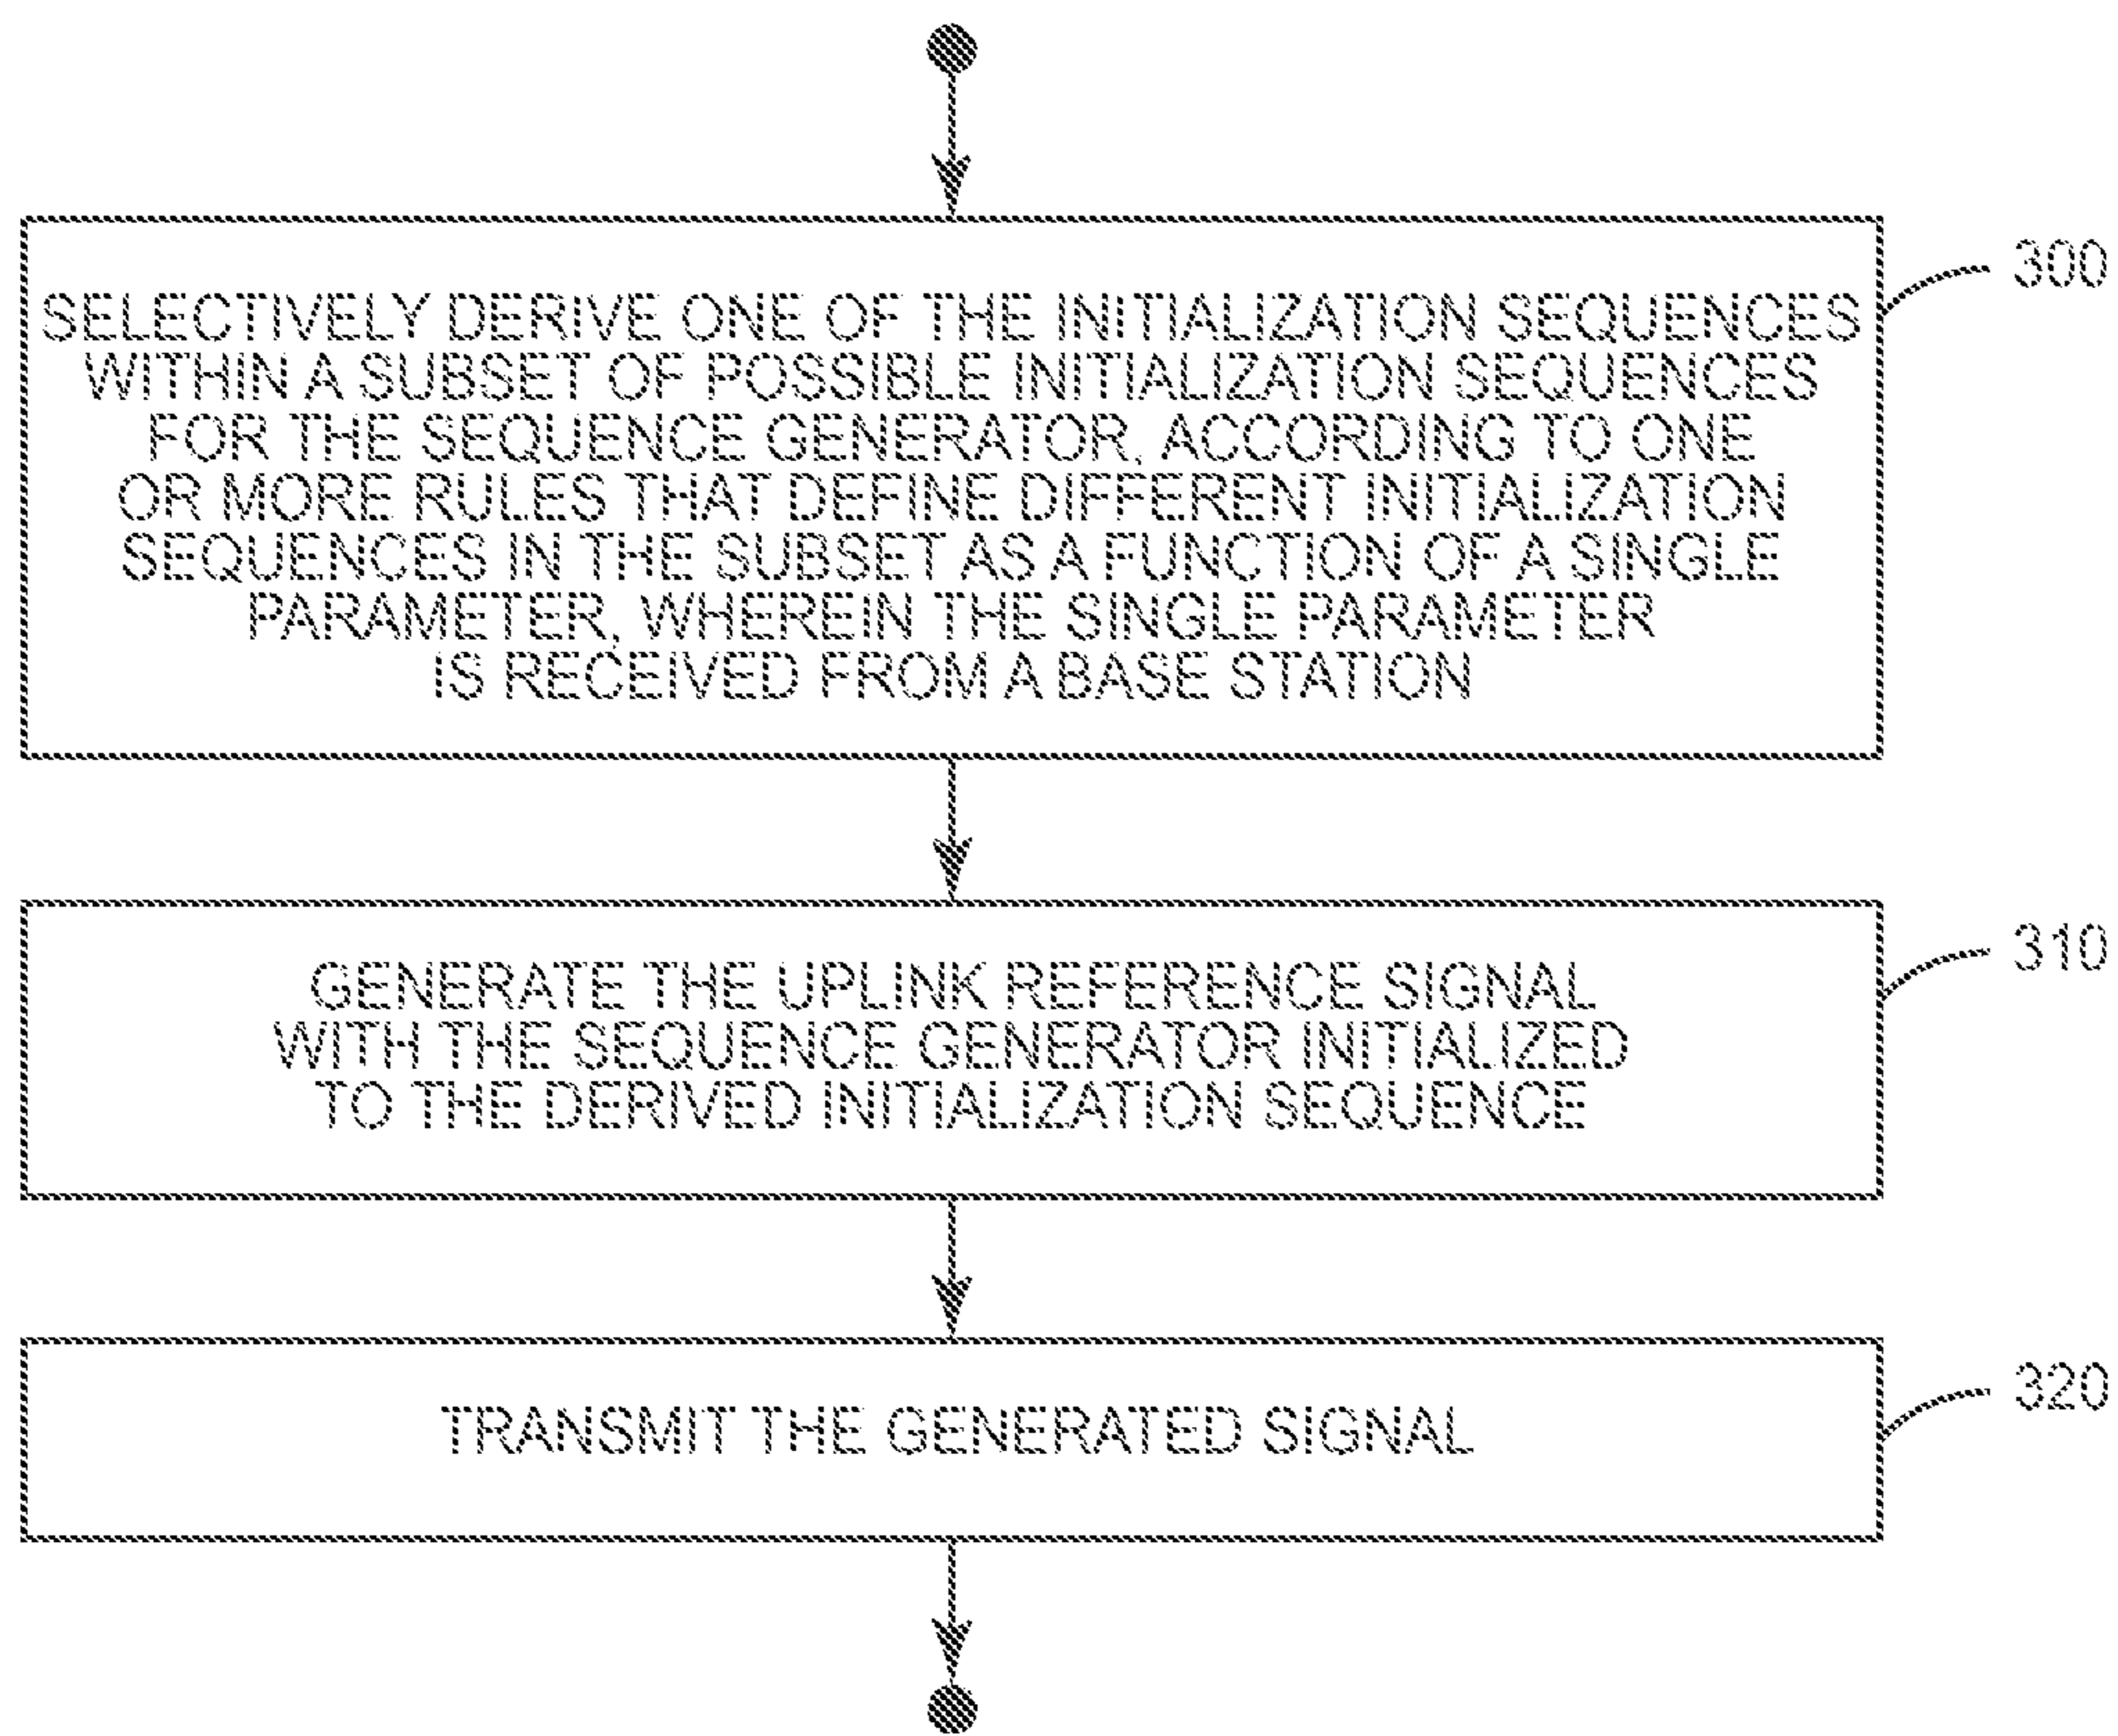 SELECTIVELY DERIVE ONE OF THE INITIALIZATION SEQUENCES
WITHIN A SUBSET OF POSSIBLE INITIALIZATION SEQUENCES
FOR THE SEQUENCE GENERATOR, ACCORDING TO ONE
OR MORE RULES THAT DEFINE DIFFERENT INITIALIZATION
SEQUENCES IN THE SUBSET AS A FUNCTION OF A SINGLE
PARAMETER, WHEREIN THE SINGLE PARAMETER
IS RECEIVED FROM A BASE STATION
300
GENERATE THE UPLINK REFERENCE SIGNAL
WITH THE SEQUENCE GENERATOR INITIALIZED
TO THE DERIVED INITIALIZATION SEQUENCE
310
TRANSMIT THE GENERATED SIGNAL
320